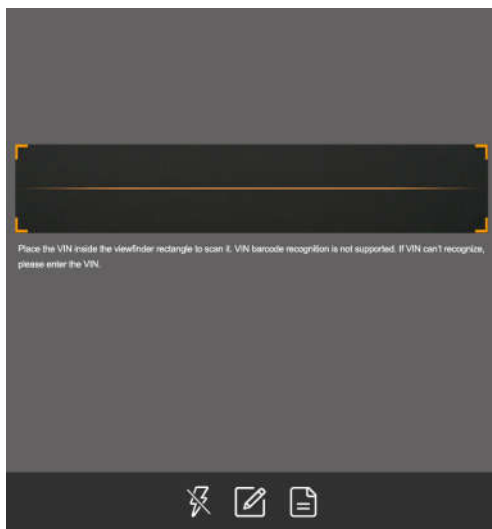 Place the VIN inside the viewfinder rectangle to scan it. VIN barcode recognition is not supported. If VIN can't recognize,
please enter the VIN.